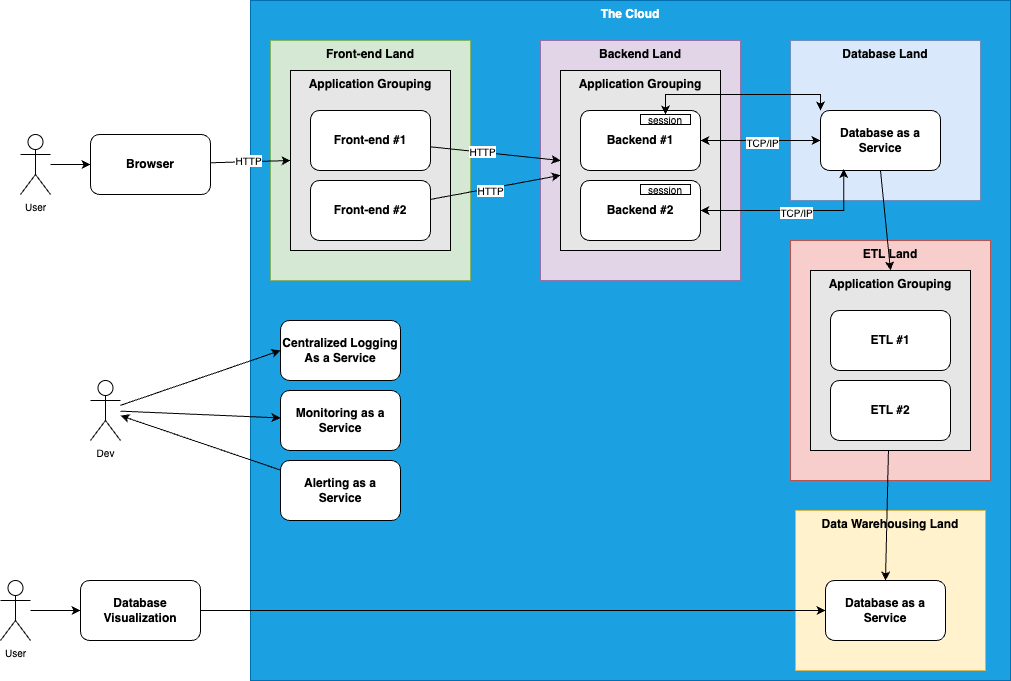 The Cloud
Front-end Land
Application Grouping
Front-end #1
Front-end #2
Backend Land
Application Grouping
session
Backend #1
session
Backend #2
Database Land
Database as a
Service
User
Browser
HTTP
HTTP
HTTP
TCP/IP
TCP/IP
ETL Land
Application Grouping
ETL #1
ETL #2
Centralized Logging
As a Service
Monitoring as a
Service
Alerting as a
Service
Dev
Data Warehousing Land
Database as a
Service
User
Database
Visualization